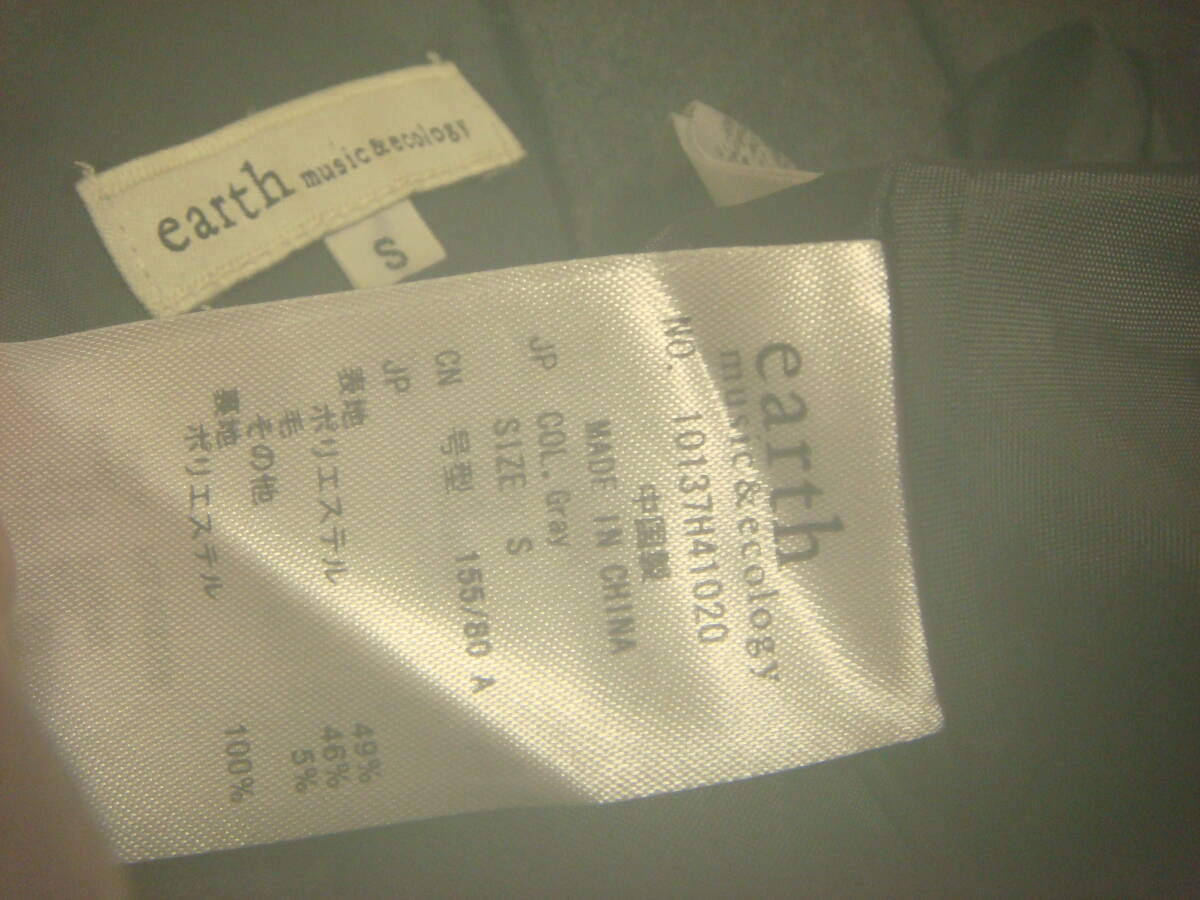 earth music&ecology
S
earth
music&ecology
NO. 10137H41020
中国製
MADE IN CHINA
JP COL. Gray
SIZE S
CN 号型 155/80 A
JP
表地
ポリエステル 49%
毛 46%
その他 5%
裏地
ポリエステル 100%